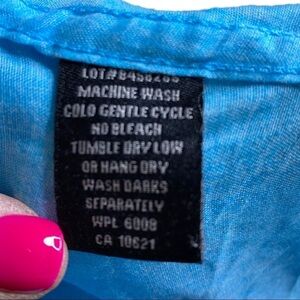 MACHINE WASH
COLD GENTLE CYCLE
NO BLEACH
TUMBLE DRY LOW
OR HANG DRY
WASH DARKS
SEPARATELY
WPL 6009
CA 10621